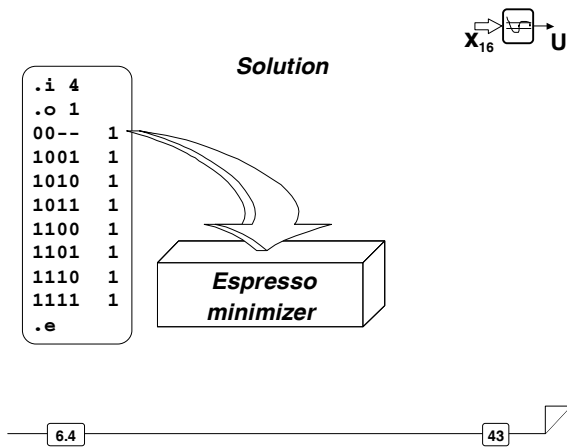 X16 U
Solution
.i 4
.o 1
00-- 1
1001 1
1010 1
1011 1
1100 1
1101 1
1110 1
1111 1
.e
Espresso
minimizer
6.4 43